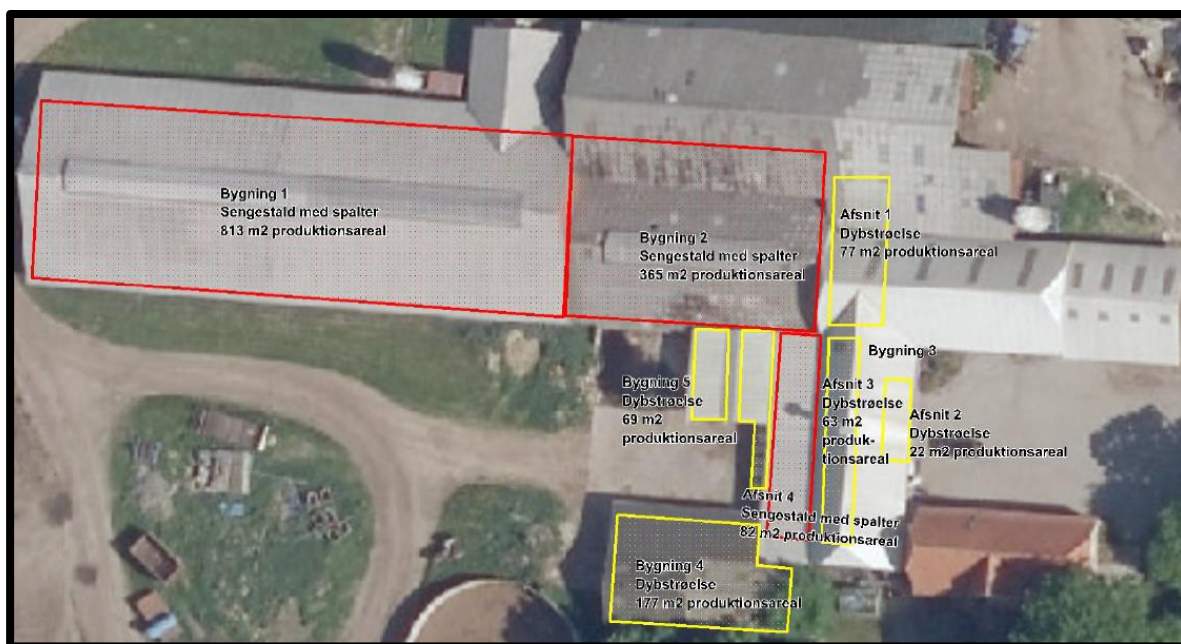 Bygning 1
Sengestald med spalter
813 m2 produktionsareal
Bygning 2
Sengestald med spalter
365 m2 produktionsareal
Afsnit 1
Dybstrøelse
77 m2 produktionsareal
Bygning 3
Bygning 5
Dybstrøelse
69 m2
produktionsareal
Afsnit 3
Dybstrøelse
63 m2
produk-
tionsareal
Afsnit 2
Dybstrøelse
22 m2 produktionsareal
Afsnit 4
Sengostald med spalter
82 m2 produktionsareal
Bygning 4
Dybstrøelse
177 m2 produktionsareal